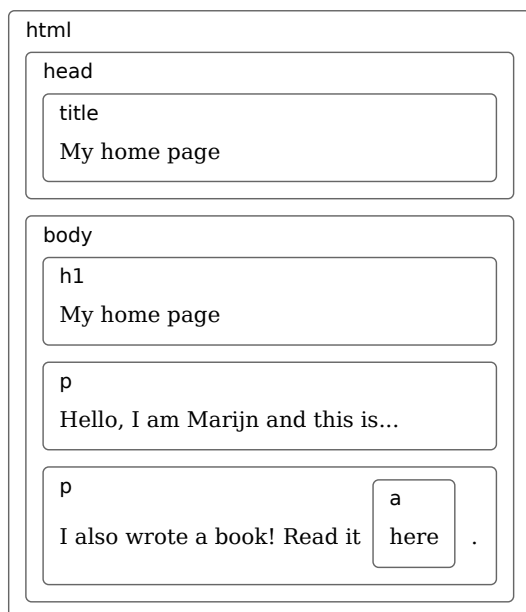 html
head
title
My home page
body
h1
My home page
p
Hello, I am Marijn and this is...
p
a
I also wrote a book! Read it here .